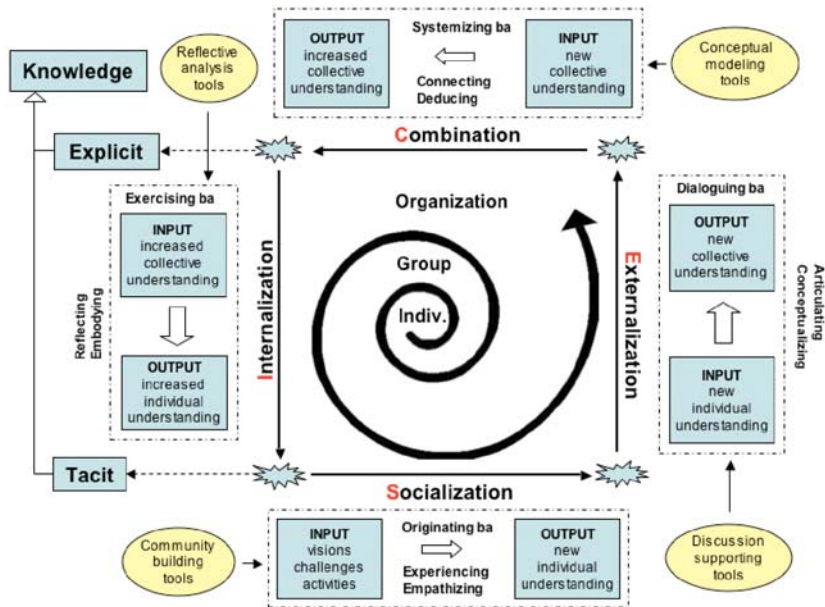 Knowledge
Reflective
analysis
tools
OUTPUT
increased
collective
understanding
Systemizing ba
Connecting
Deducing
INPUT
new
collective
understanding
Conceptual
modeling
tools
Explicit
Combination
Exercising ba
INPUT
increased
collective
understanding
OUTPUT
increased
individual
understanding
Reflecting
Embodying
Internalization
Organization
Group
Indiv.
Externalization
Dialoguing ba
OUTPUT
new
collective
understanding
INPUT
new
individual
understanding
Articulating
Conceptualizing
Tacit
Socialization
Community
building
tools
INPUT
visions
challenges
activities
Originating ba
Experiencing
Empathizing
OUTPUT
new
individual
understanding
Discussion
supporting
tools